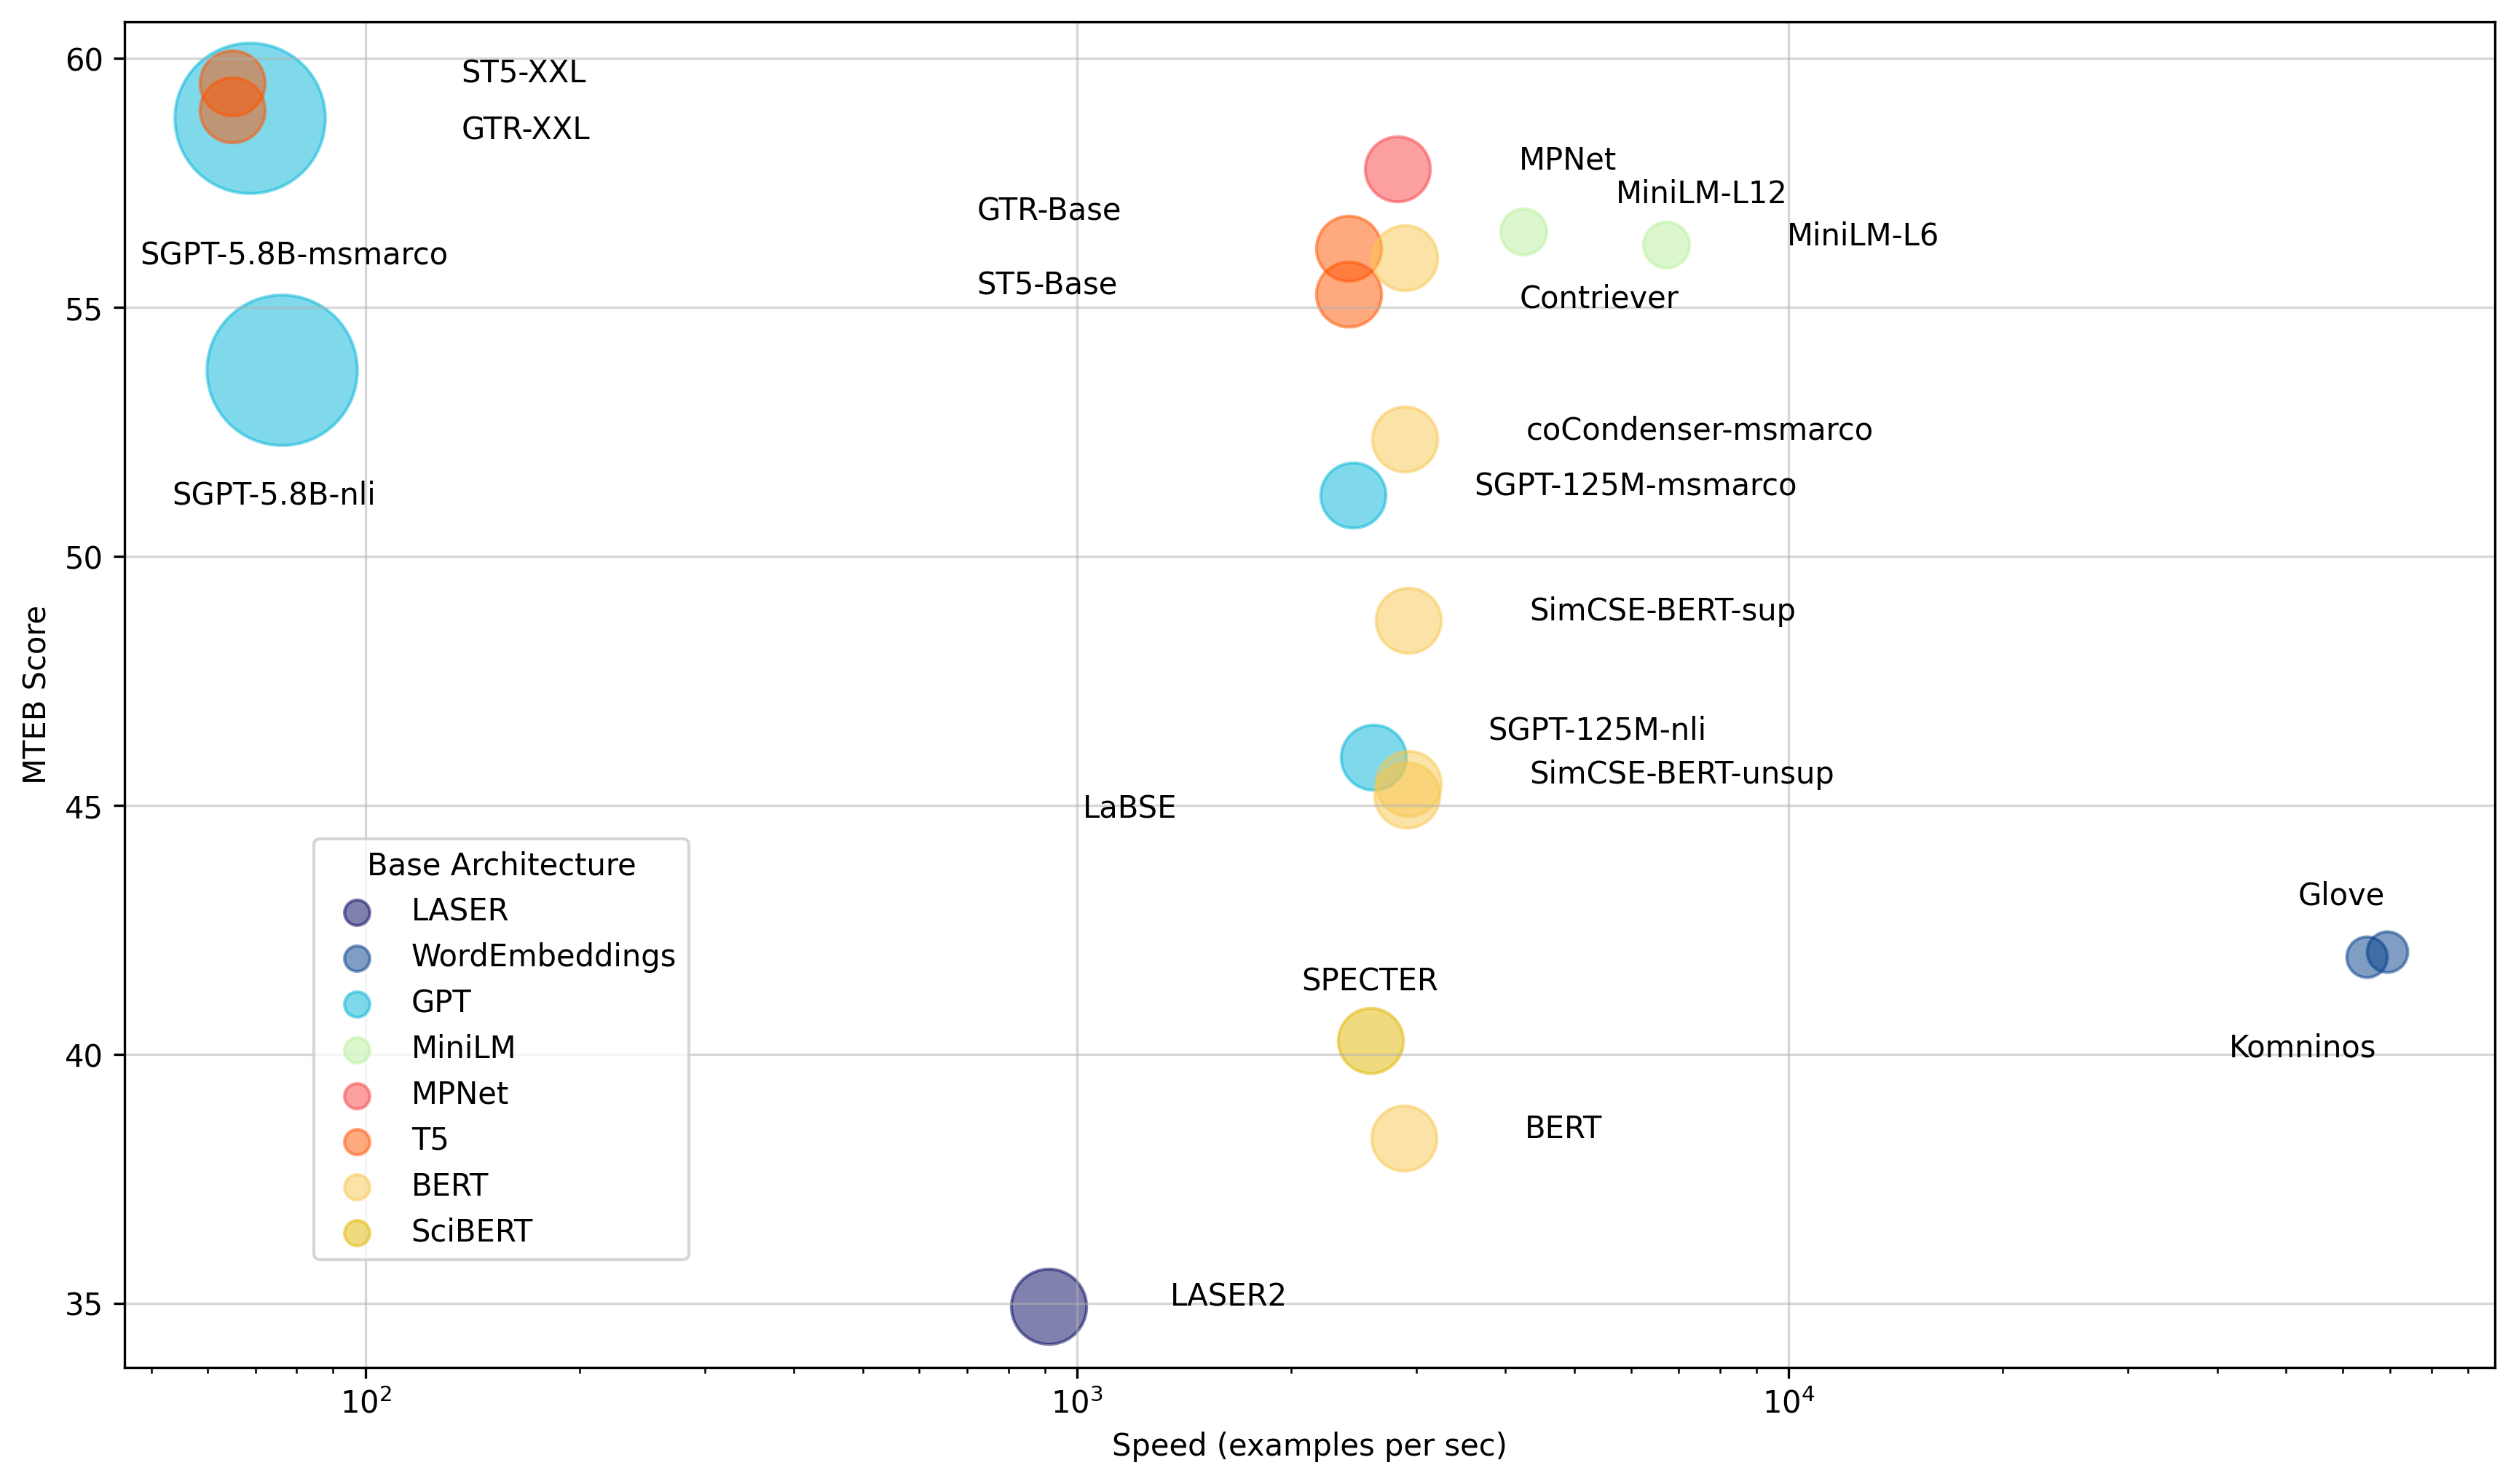 60
55
50
45
40
35
MTEB Score
ST5-XXL
GTR-XXL
MPNet
MiniLM-L12
GTR-Base
MiniLM-L6
SGPT-5.8B-msmarco
ST5-Base
Contriever
coCondenser-msmarco
SGPT-125M-msmarco
SGPT-5.8B-nli
SimCSE-BERT-sup
SGPT-125M-nli
SimCSE-BERT-unsup
LaBSE
Glove
SPECTER
Komninos
BERT
LASER2
Base Architecture
LASER
WordEmbeddings
GPT
MiniLM
MPNet
T5
BERT
SciBERT
10² 10³ 10⁴
Speed (examples per sec)